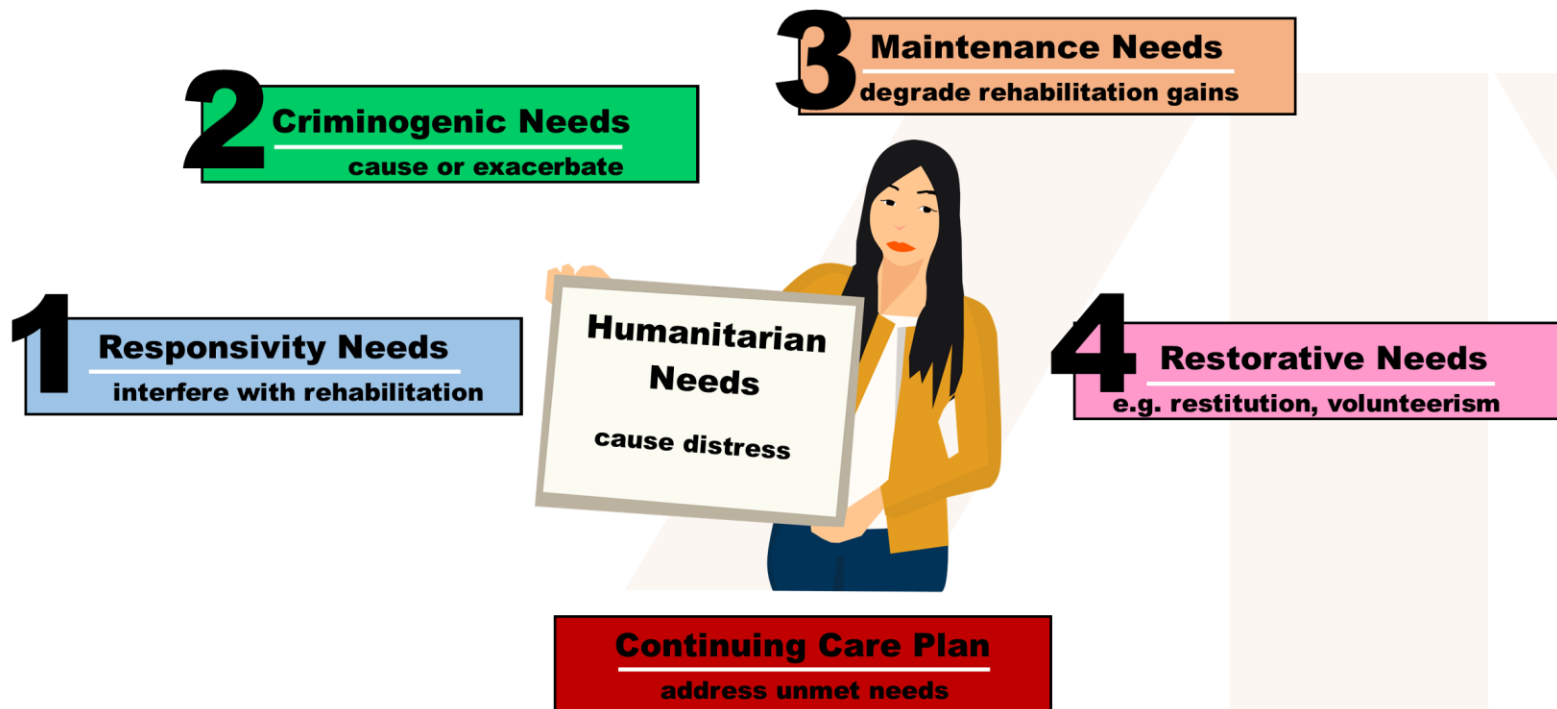 1
Responsivity Needs
interfere with rehabilitation
2
Criminogenic Needs
cause or exacerbate
3
Maintenance Needs
degrade rehabilitation gains
4
Restorative Needs
e.g. restitution, volunteerism
Humanitarian
Needs
cause distress
Continuing Care Plan
address unmet needs